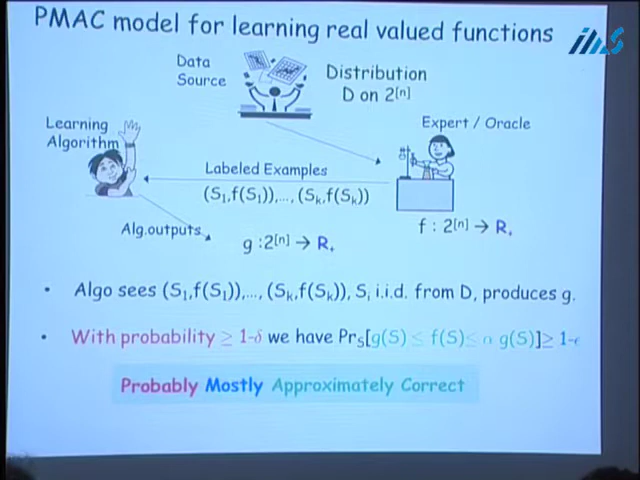 PMAC model for learning real valued functions
ims
Data
Source
Distribution
D on 2^[n]
Learning
Algorithm
Expert / Oracle
Labeled Examples
(S₁,f(S₁)),..., (Sₖ,f(Sₖ))
f : 2^[n] → R₊
Alg.outputs
g :2^[n] → R₊
• Algo sees (S₁,f(S₁)),..., (Sₖ,f(Sₖ)), Sᵢ i.i.d. from D, produces g.
• With probability ≥ 1-δ we have Pr_S[g(S) ≤ f(S) ≤ α g(S)] ≥ 1-ϵ
Probably Mostly Approximately Correct